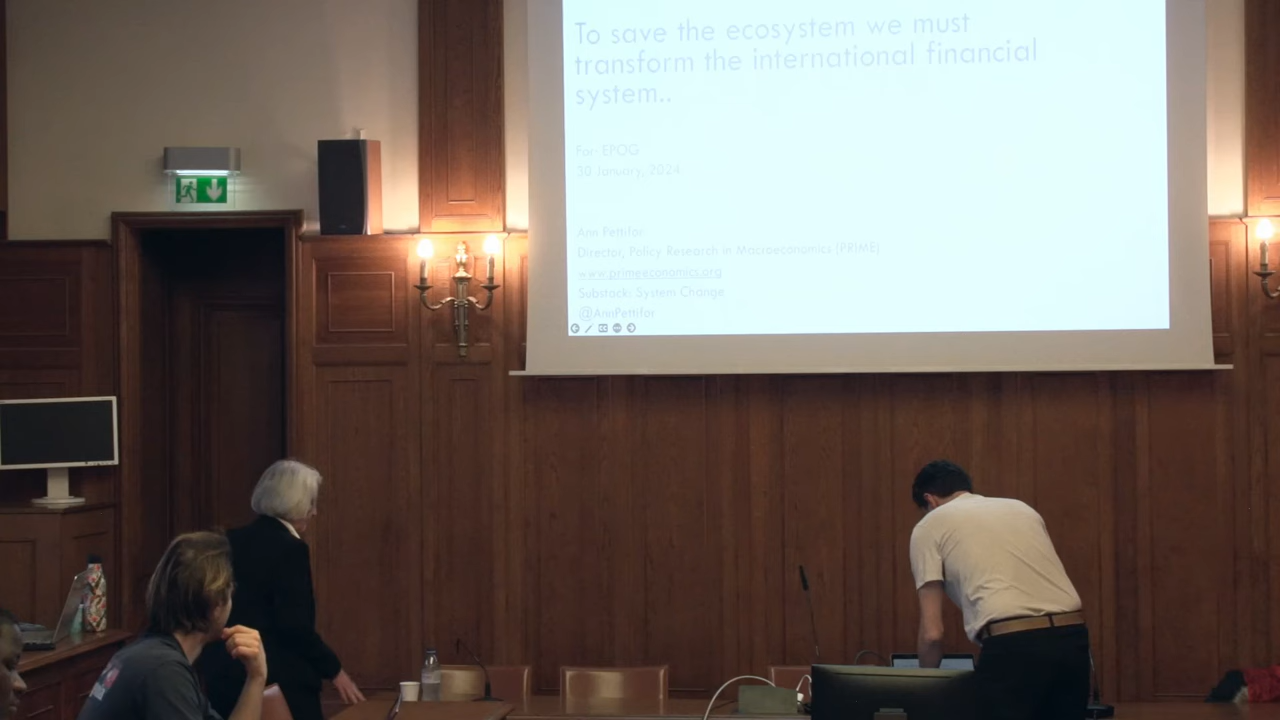 To save the ecosystem we must
transform the international financial
system..
For- EPOG
30 January, 2024
Ann Pettifor
Director, Policy Research in Macroeconomics (PRIME)
www.primeeconomics.org
Substack: System Change
@AnnPettifor